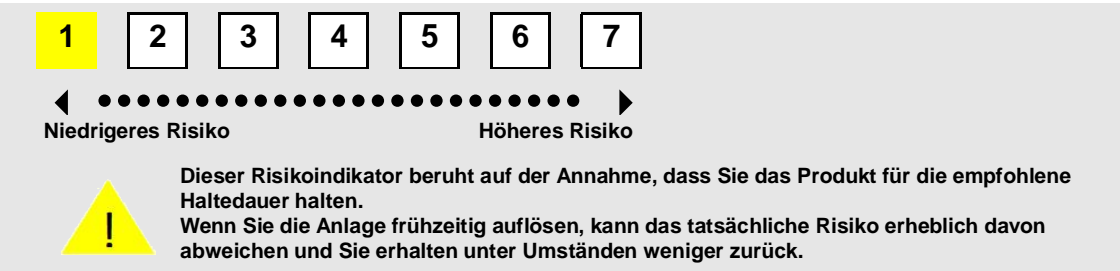 1 2 3 4 5 6 7
Niedrigeres Risiko Höheres Risiko
Dieser Risikoindikator beruht auf der Annahme, dass Sie das Produkt für die empfohlene
Haltedauer halten.
Wenn Sie die Anlage frühzeitig auflösen, kann das tatsächliche Risiko erheblich davon
abweichen und Sie erhalten unter Umständen weniger zurück.
!